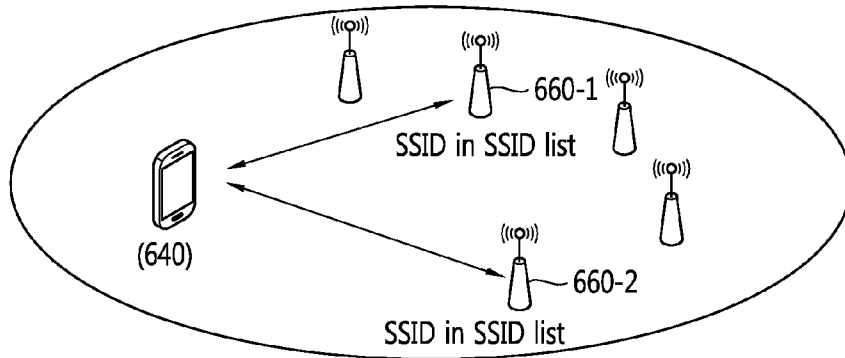 660-1
SSID in SSID list
(640)
660-2
SSID in SSID list